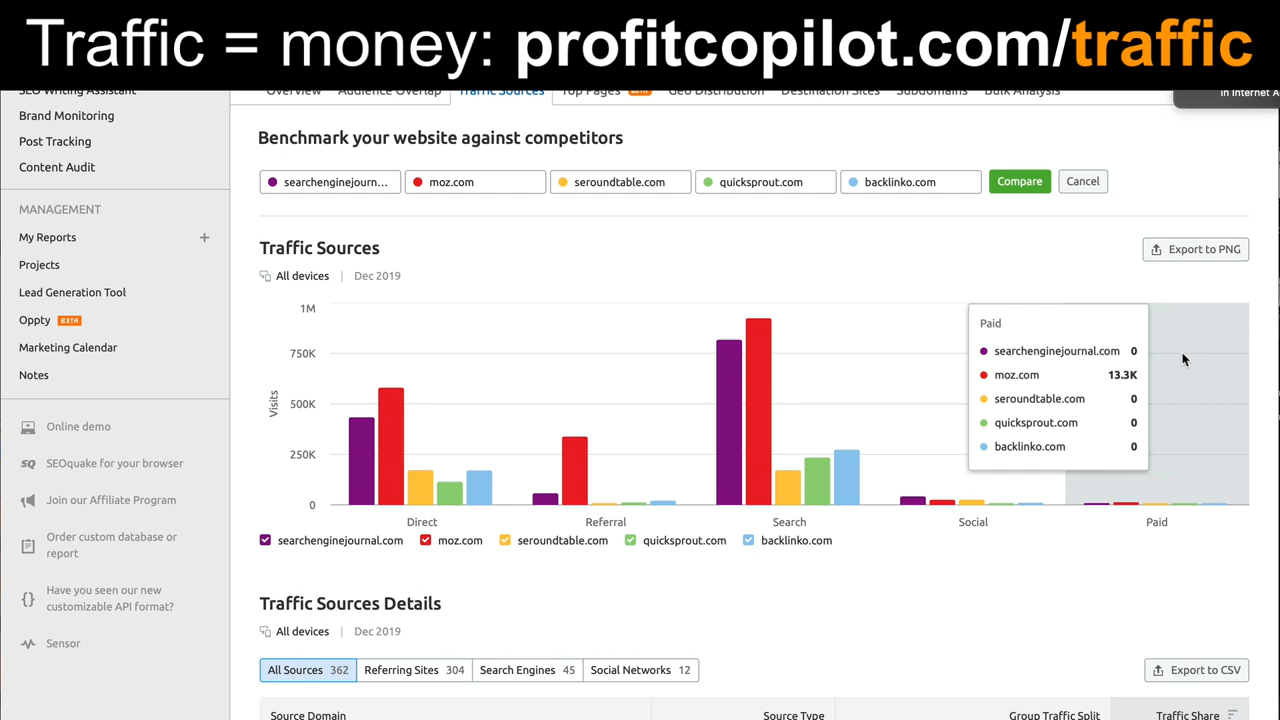 Traffic = money: profitcopilot.com/traffic
SEO Writing Assistant
Overview Audience Overlap Traffic Sources Top Pages BETA Geo Distribution Destination Sites Subdomains Bulk Analysis
in Internet A
Brand Monitoring
Post Tracking
Content Audit
MANAGEMENT
My Reports +
Projects
Lead Generation Tool
Oppty BETA
Marketing Calendar
Notes
Online demo
SQ SEOquake for your browser
Join our Affiliate Program
Order custom database or
report
{} Have you seen our new
customizable API format?
Sensor
Benchmark your website against competitors
searchenginejourn... moz.com seroundtable.com quicksprout.com backlinko.com Compare Cancel
Traffic Sources
Export to PNG
All devices | Dec 2019
1M
750K
500K
250K
0
Visits
Paid
searchenginejournal.com 0
moz.com 13.3K
seroundtable.com 0
quicksprout.com 0
backlinko.com 0
Direct Referral Search Social Paid
searchenginejournal.com moz.com seroundtable.com quicksprout.com backlinko.com
Traffic Sources Details
All devices | Dec 2019
All Sources 362 Referring Sites 304 Search Engines 45 Social Networks 12
Export to CSV
Source Domain Source Type Group Traffic Split Traffic Share